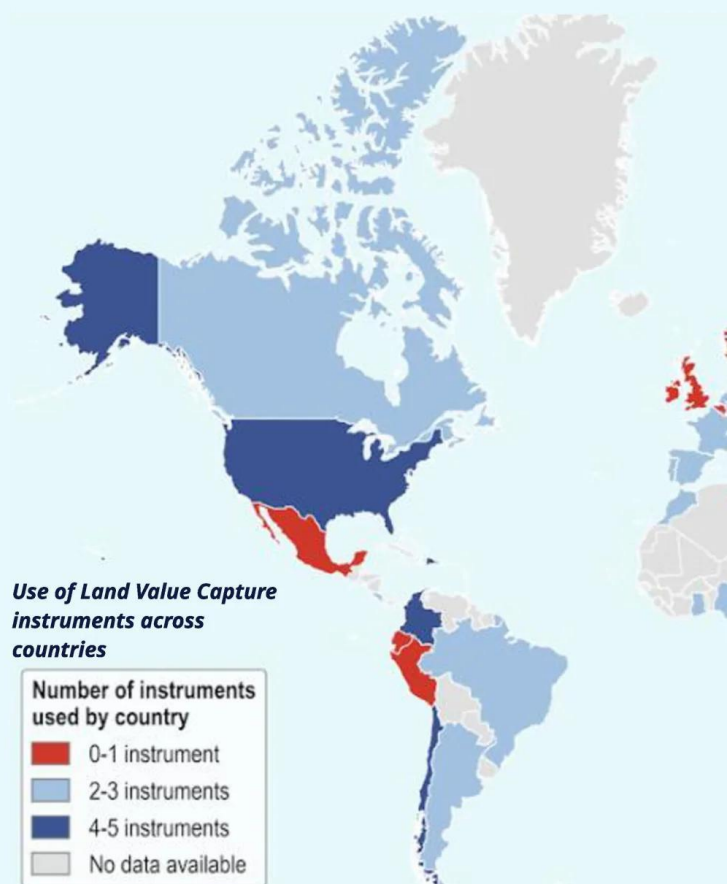 Use of Land Value Capture
instruments across
countries
Number of instruments
used by country
0-1 instrument
2-3 instruments
4-5 instruments
No data available